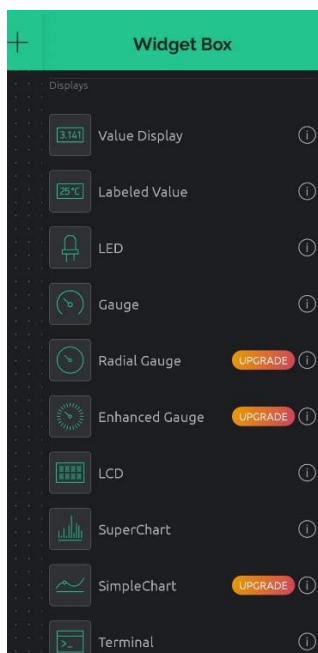 Widget Box
Displays
3.141 Value Display
25°C Labeled Value
LED
Gauge
Radial Gauge UPGRADE
Enhanced Gauge UPGRADE
LCD
SuperChart
SimpleChart UPGRADE
Terminal